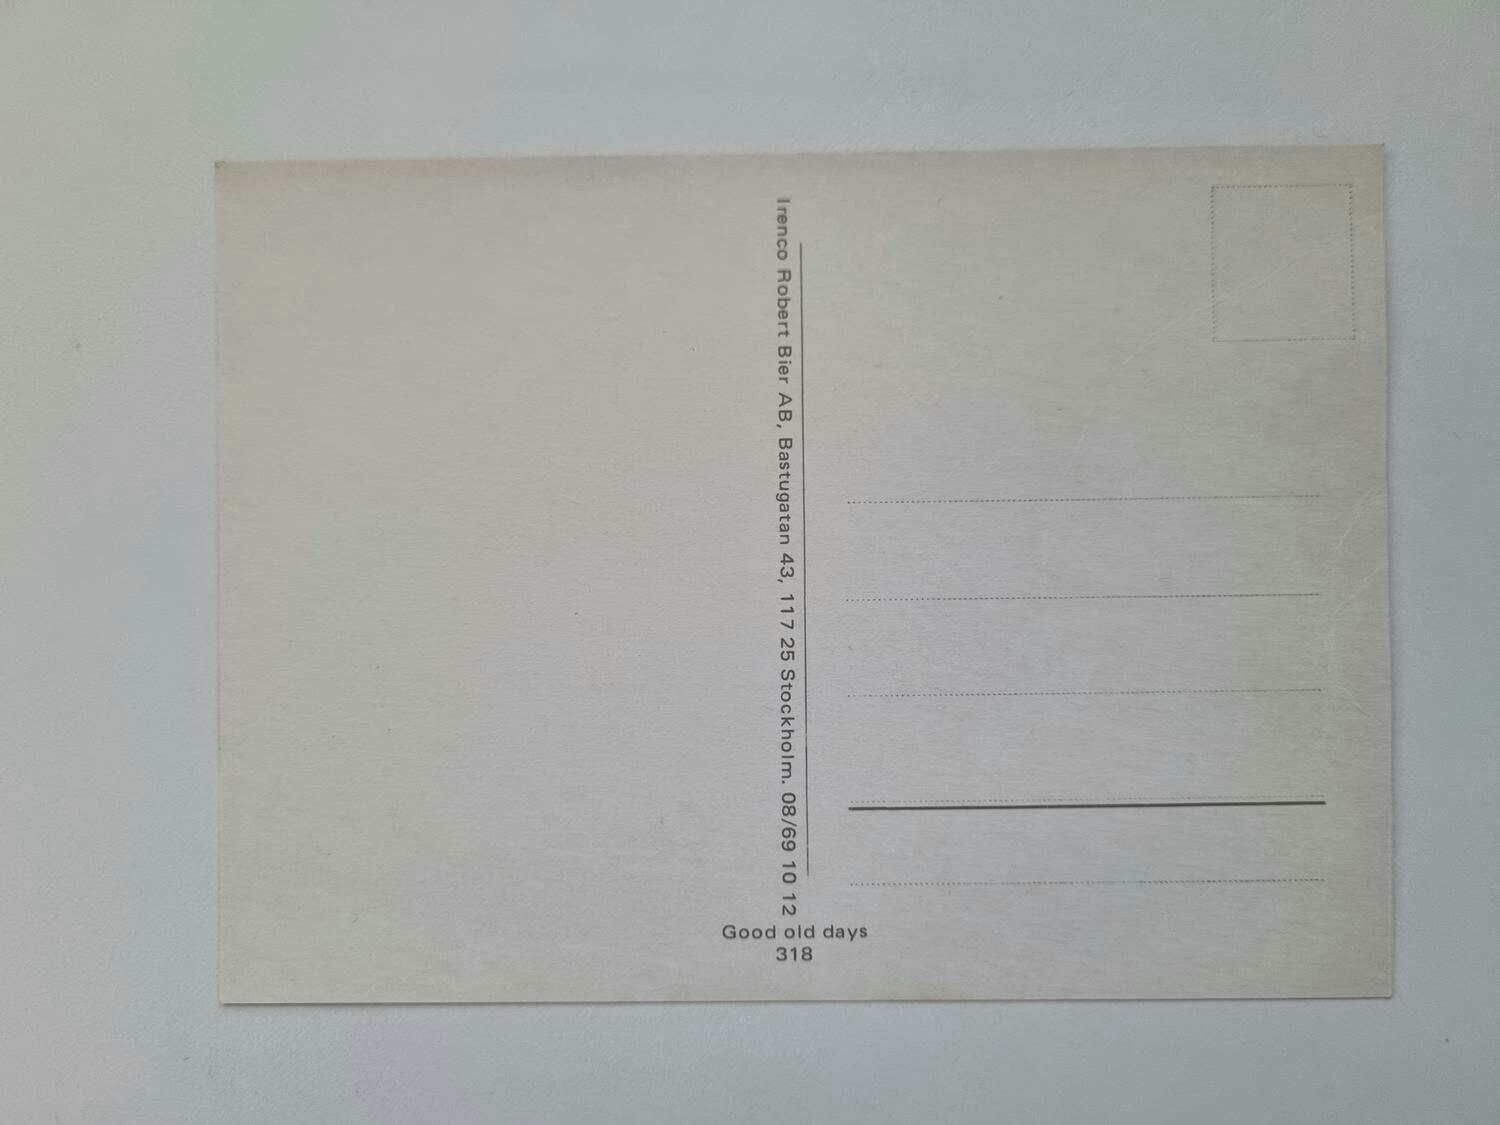 Irenco Robert Bier AB, Bastugatan 43, 117 25 Stockholm. 08/69 10 12
Good old days
318